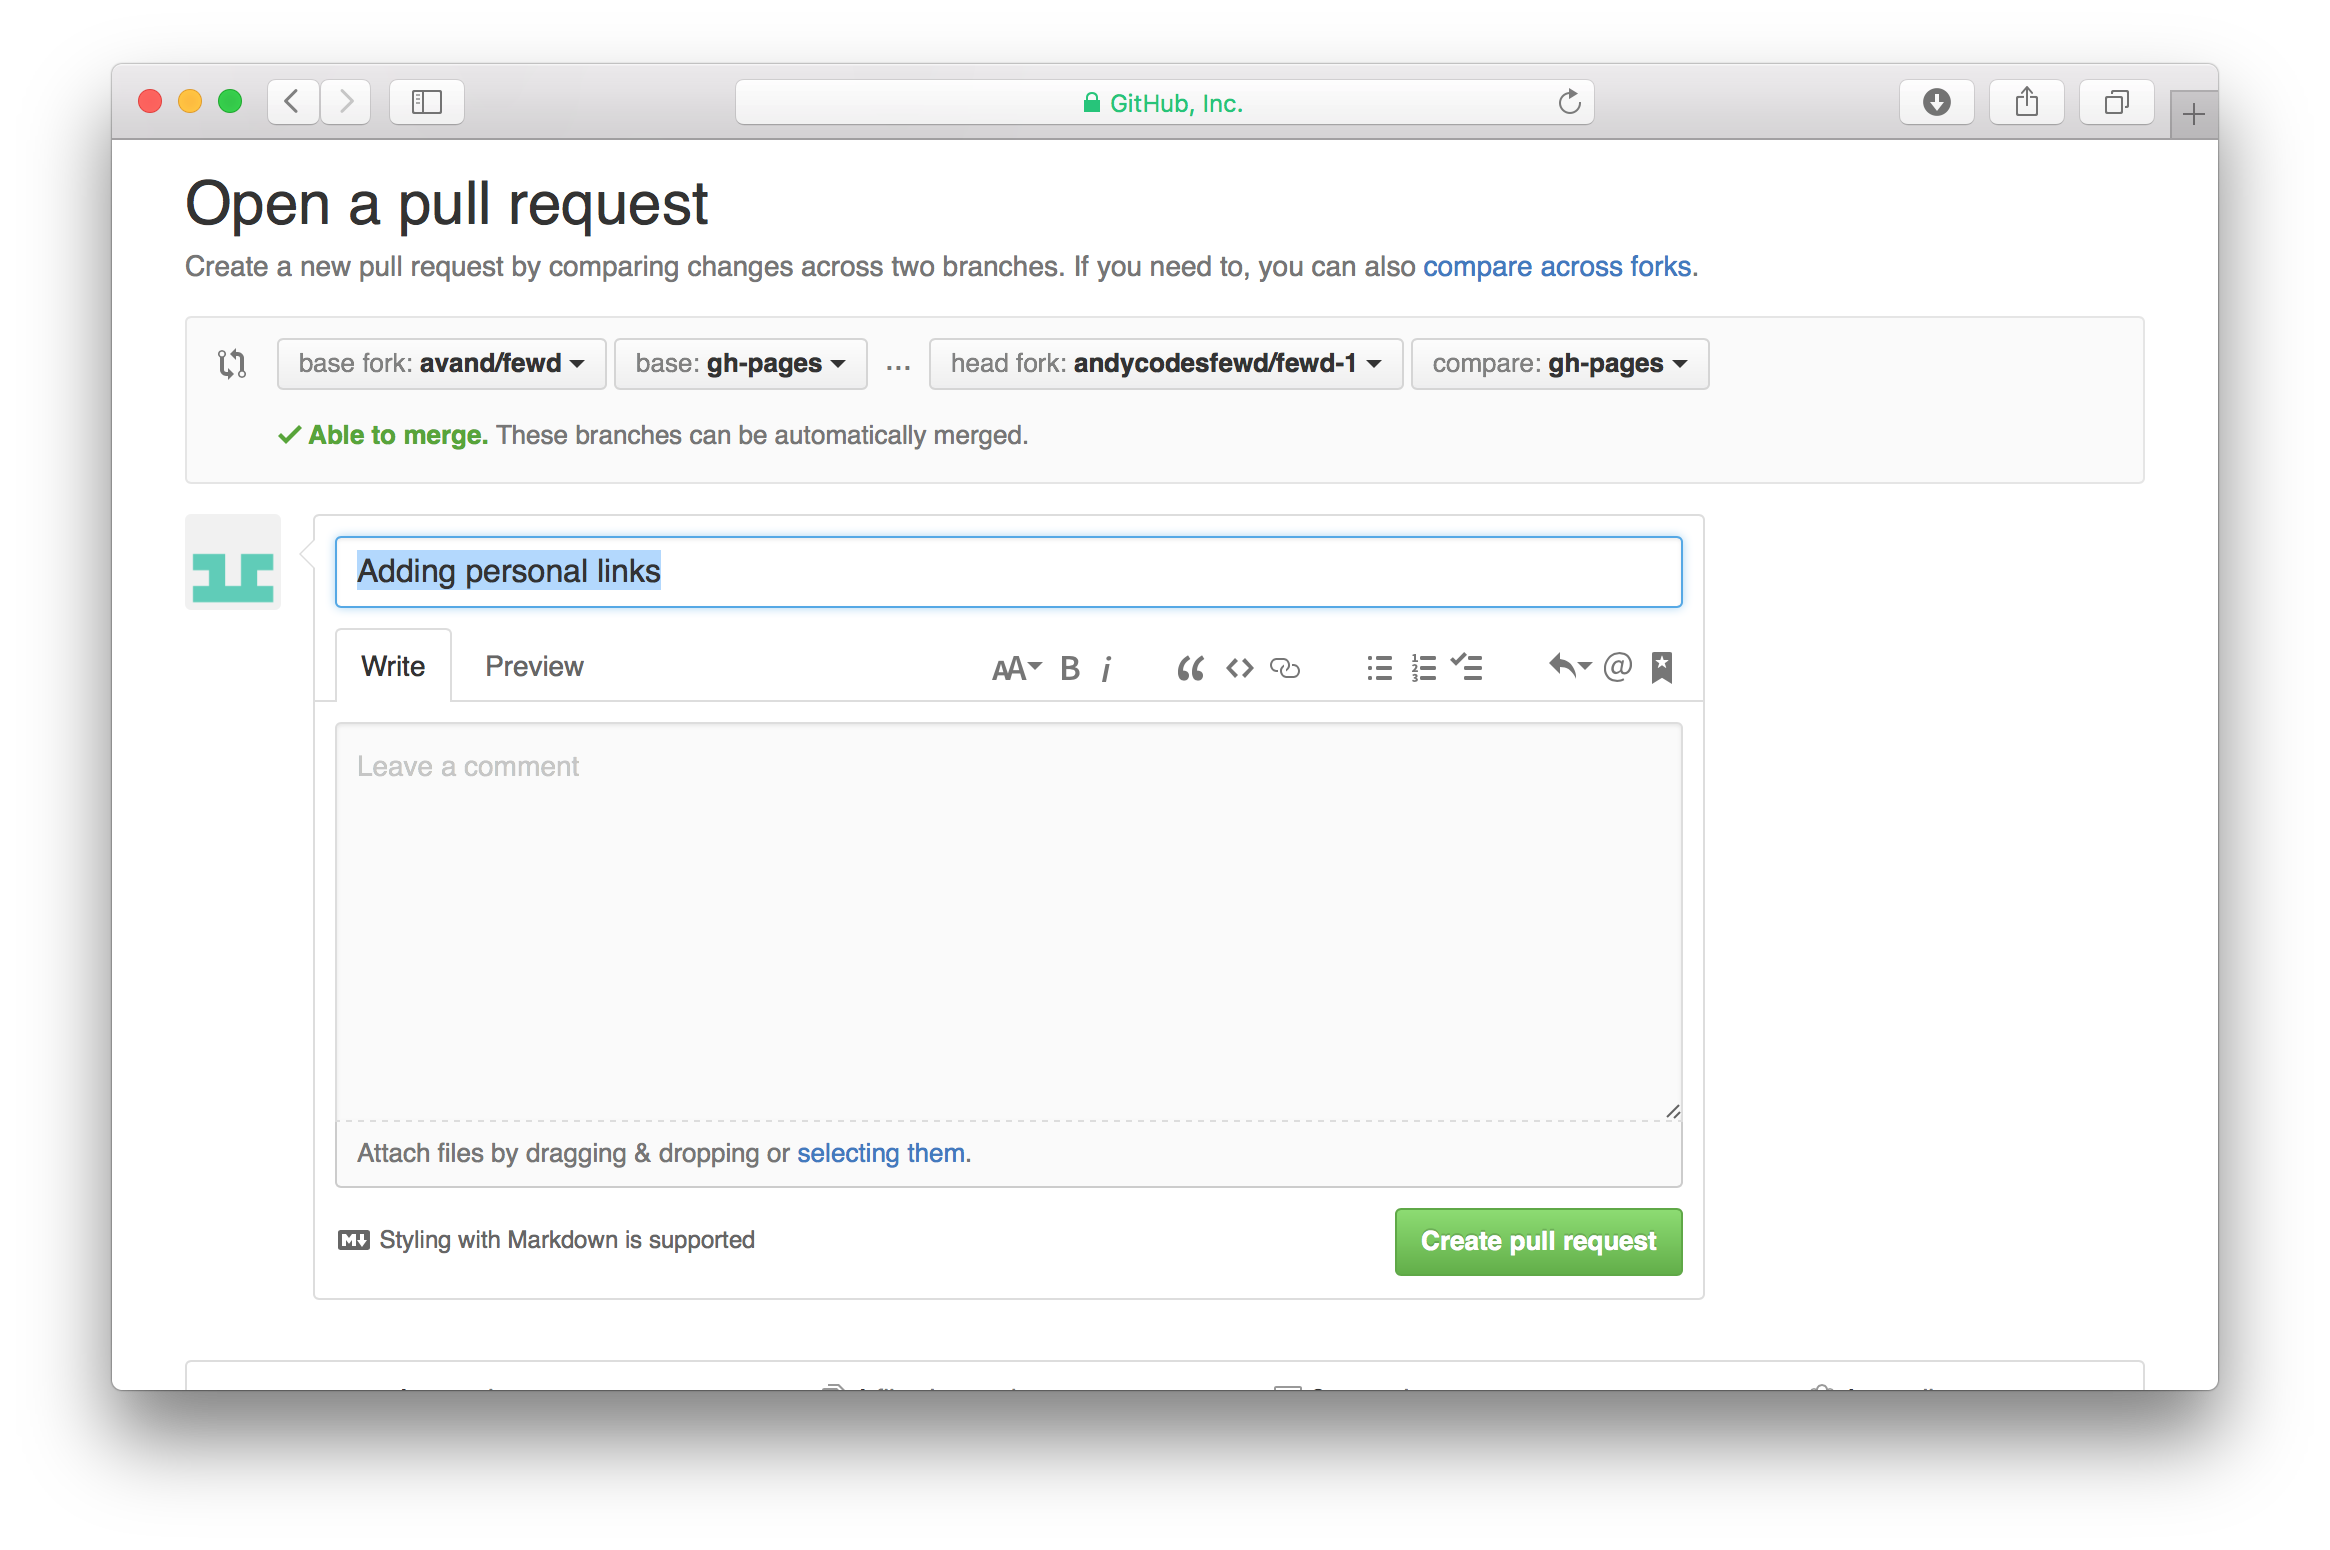 GitHub, Inc.
Open a pull request
Create a new pull request by comparing changes across two branches. If you need to, you can also compare across forks.
base fork: avand/fewd base: gh-pages ... head fork: andycodesfewd/fewd-1 compare: gh-pages
Able to merge. These branches can be automatically merged.
Adding personal links
Write Preview AA B i
Leave a comment
Attach files by dragging & dropping or selecting them.
Styling with Markdown is supported
Create pull request